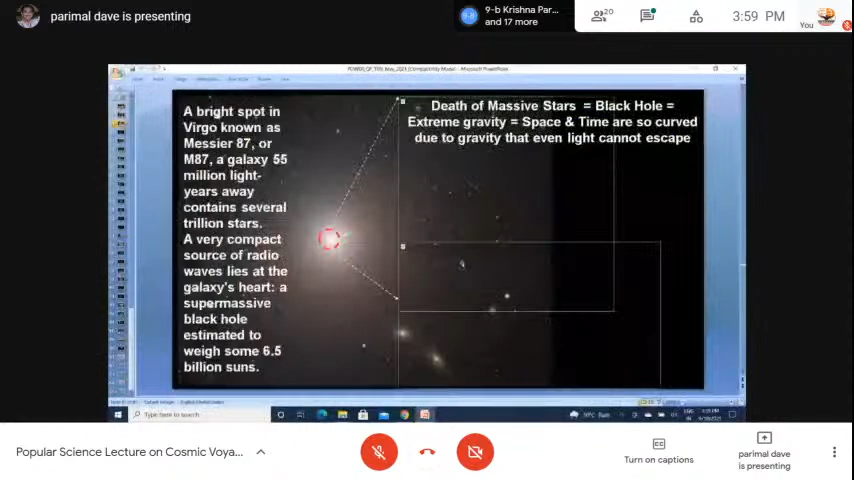 parimal dave is presenting
9-b Krishna Par...
and 17 more
20
3:59 PM
You
A bright spot in
Virgo known as
Messier 87, or
M87, a galaxy 55
million light-
years away
contains several
trillion stars.
A very compact
source of radio
waves lies at the
galaxy's heart: a
supermassive
black hole
estimated to
weigh some 6.5
billion suns.
Death of Massive Stars = Black Hole =
Extreme gravity = Space & Time are so curved
due to gravity that even light cannot escape
Type here to search
Popular Science Lecture on Cosmic Voya...
Turn on captions
parimal dave
is presenting